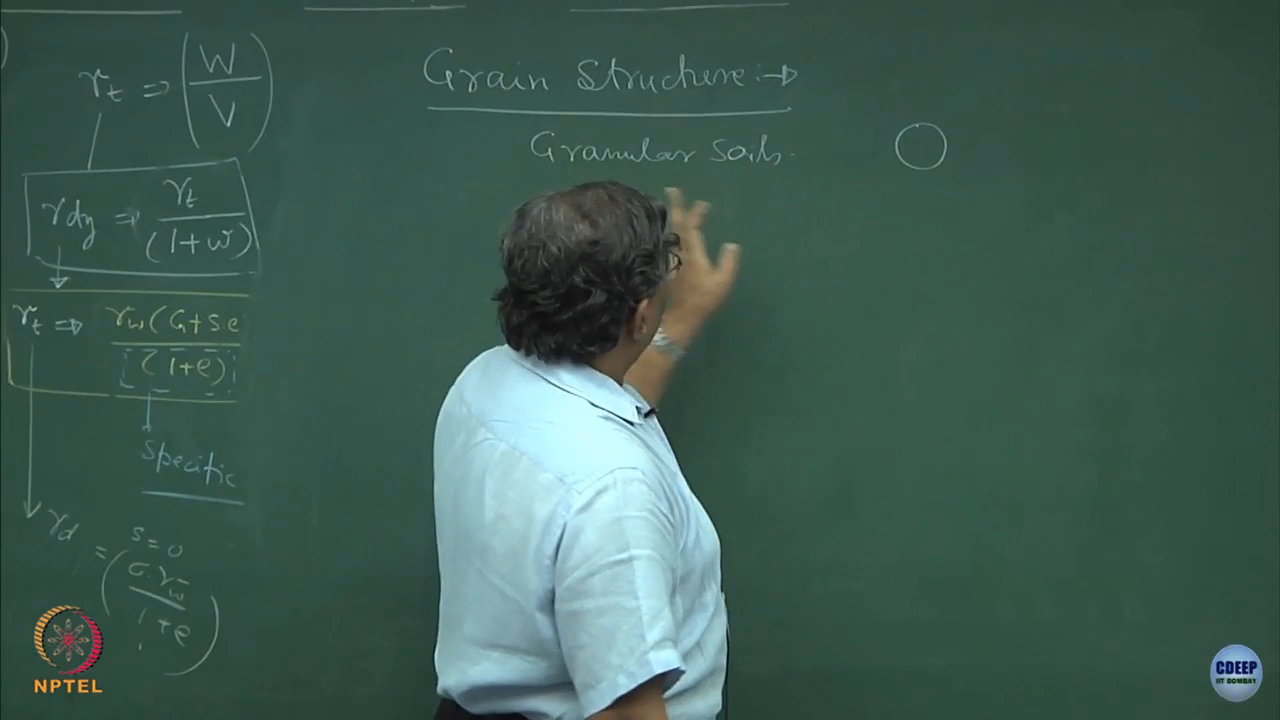 γt ⇒ (W/V)
γdry ⇒ γt/(1+w)
γt ⇒ γw(G+Se/(1+e)
Specific
γd = (G.γw/1+e)
S=0
Grain Structure:→
Granular Soils.
NPTEL
CDEEP
IIT BOMBAY